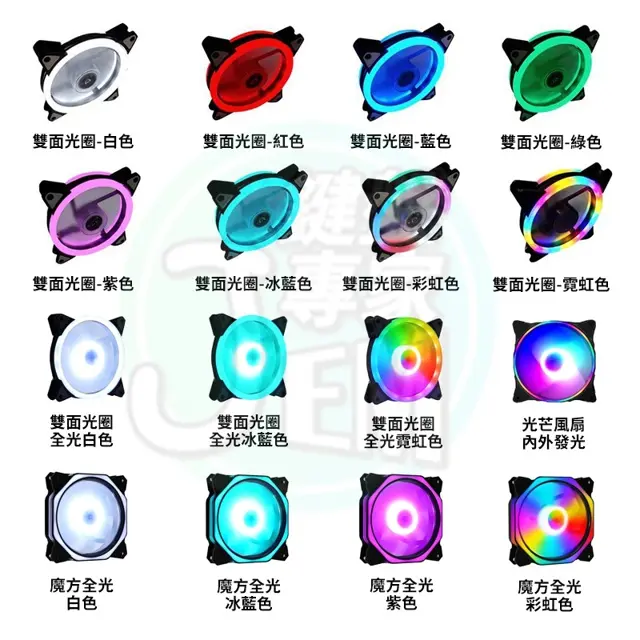 雙面光圈-白色
雙面光圈-紅色
雙面光圈-藍色
雙面光圈-綠色
雙面光圈-紫色
雙面光圈-冰藍色
雙面光圈-彩虹色
雙面光圈-霓虹色
雙面光圈
全光白色
雙面光圈
全光冰藍色
雙面光圈
全光霓虹色
光芒風扇
內外發光
魔方全光
白色
魔方全光
冰藍色
魔方全光
紫色
魔方全光
彩虹色